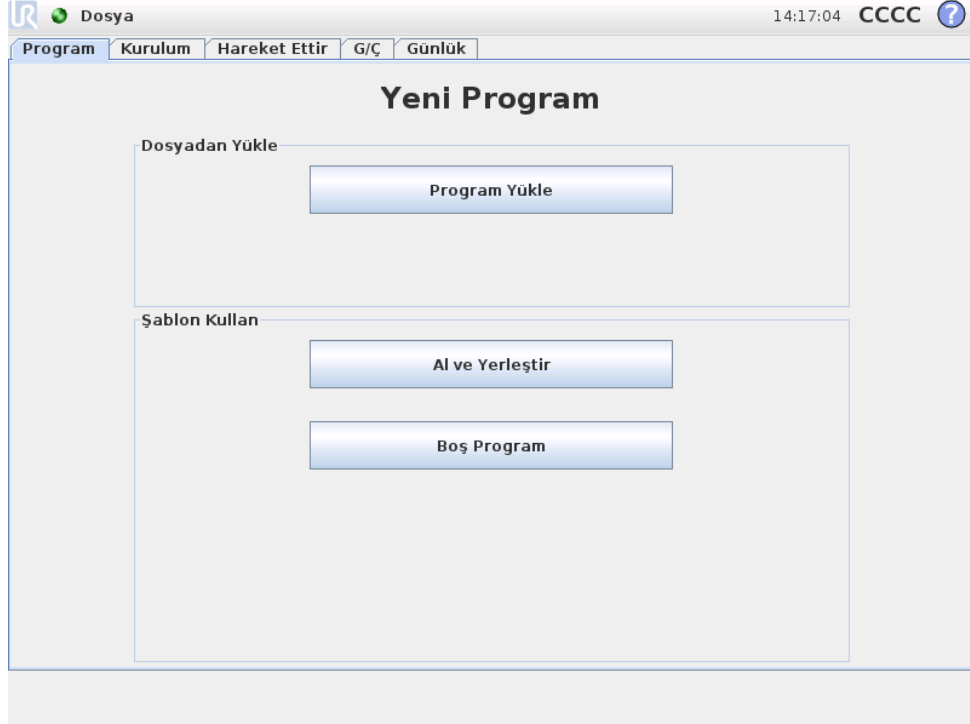 UR Dosya 14:17:04 CCCC ?
Program Kurulum Hareket Ettir G/Ç Günlük
Yeni Program
Dosyadan Yükle
Program Yükle
Şablon Kullan
Al ve Yerleştir
Boş Program